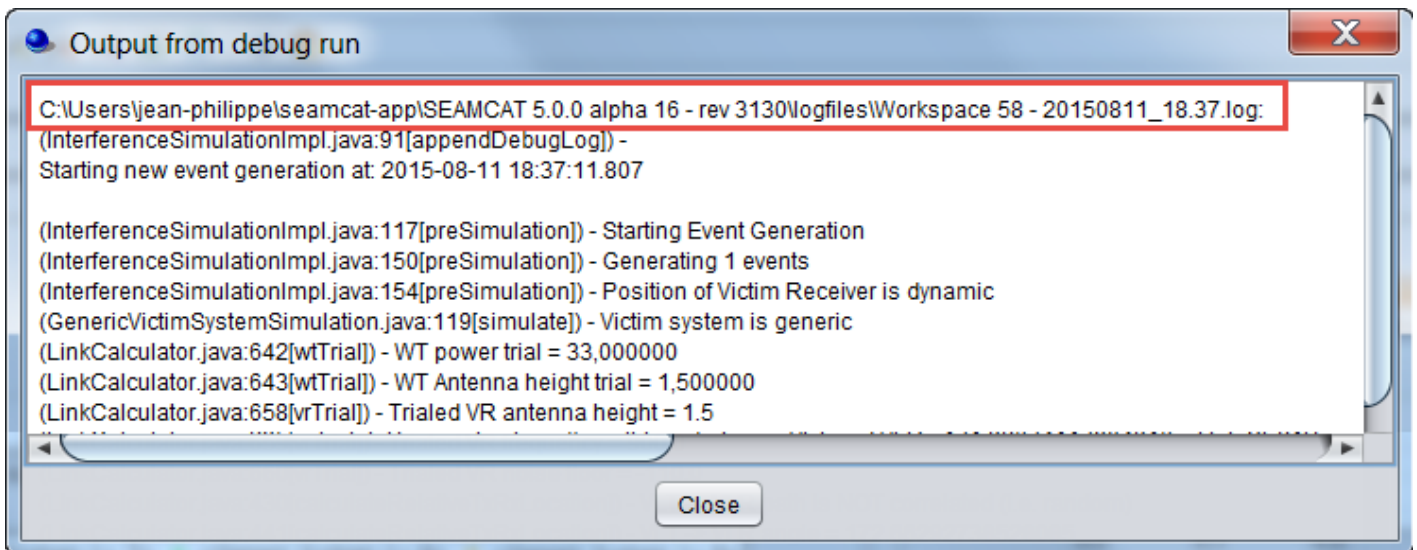 Output from debug run
C:\Users\jean-philippe\seamcat-app\SEAMCAT 5.0.0 alpha 16 - rev 3130\logfiles\Workspace 58 - 20150811_18.37.log:
(InterferenceSimulationImpl.java:91[appendDebugLog]) -
Starting new event generation at: 2015-08-11 18:37:11.807
(InterferenceSimulationImpl.java:117[preSimulation]) - Starting Event Generation
(InterferenceSimulationImpl.java:150[preSimulation]) - Generating 1 events
(InterferenceSimulationImpl.java:154[preSimulation]) - Position of Victim Receiver is dynamic
(GenericVictimSystemSimulation.java:119[simulate]) - Victim system is generic
(LinkCalculator.java:642[wtTrial]) - WT power trial = 33,000000
(LinkCalculator.java:643[wtTrial]) - WT Antenna height trial = 1,500000
(LinkCalculator.java:658[vrTrial]) - Trialed VR antenna height = 1.5
Close